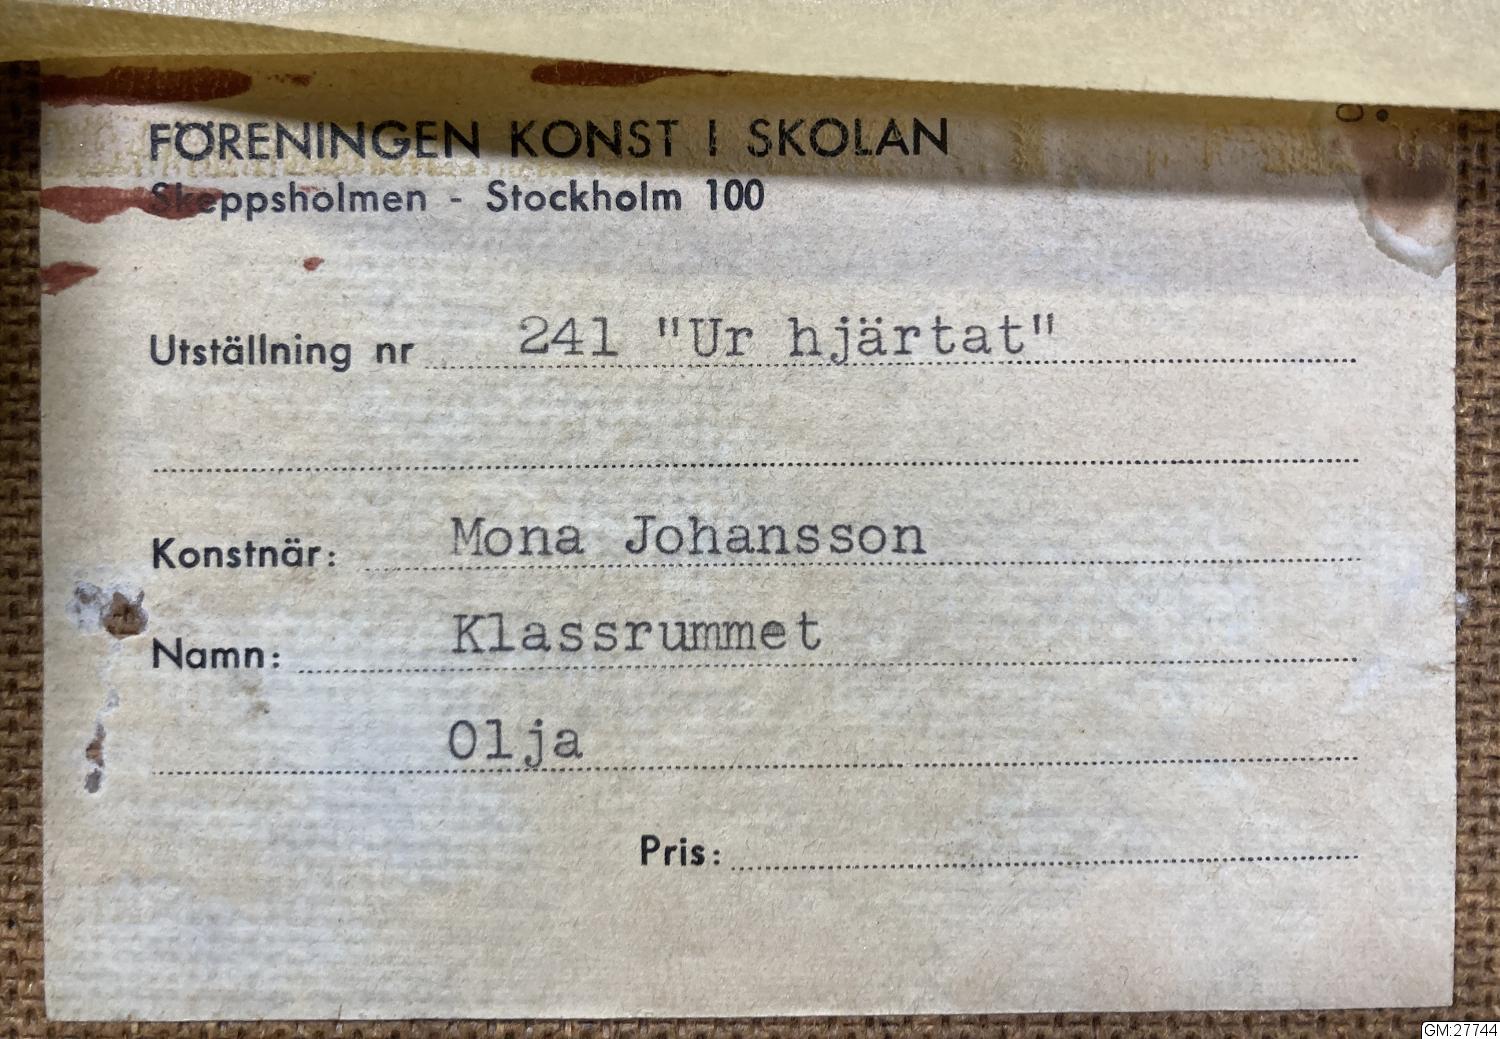 FÖRENINGEN KONST I SKOLAN
Skeppsholmen - Stockholm 100
Utställning nr 241 "Ur hjärtat"
Konstnär: Mona Johansson
Namn: Klassrummet
Olja
Pris:
GM:27744